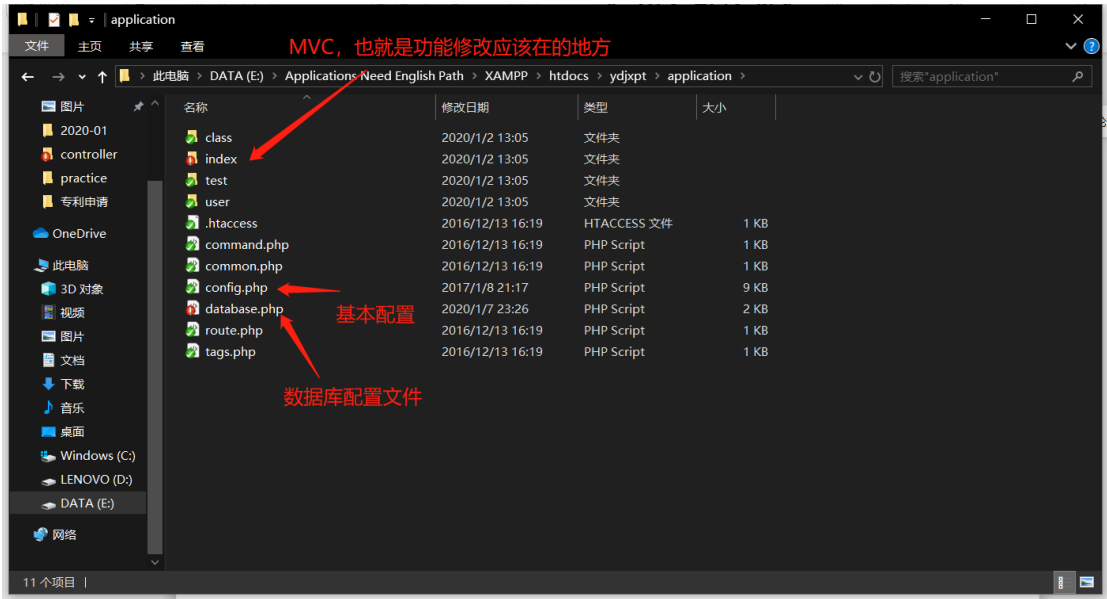 application
文件 主页 共享 查看
MVC，也就是功能修改应该在的地方
此电脑 > DATA (E:) > Applications Need English Path > XAMPP > htdocs > ydjxpt > application >
搜索"application"
名称 修改日期 类型 大小
图片
2020-01
controller
practice
专利申请
OneDrive
此电脑
3D 对象
视频
图片
文档
下载
音乐
桌面
Windows (C:)
LENOVO (D:)
DATA (E:)
网络
class 2020/1/2 13:05 文件夹
index 2020/1/2 13:05 文件夹
test 2020/1/2 13:05 文件夹
user 2020/1/2 13:05 文件夹
.htaccess 2016/12/13 16:19 HTACCESS 文件 1 KB
command.php 2016/12/13 16:19 PHP Script 1 KB
common.php 2016/12/13 16:19 PHP Script 1 KB
config.php 2017/1/8 21:17 PHP Script 9 KB
database.php 2020/1/7 23:26 PHP Script 2 KB
route.php 2016/12/13 16:19 PHP Script 1 KB
tags.php 2016/12/13 16:19 PHP Script 1 KB
基本配置
数据库配置文件
11 个项目